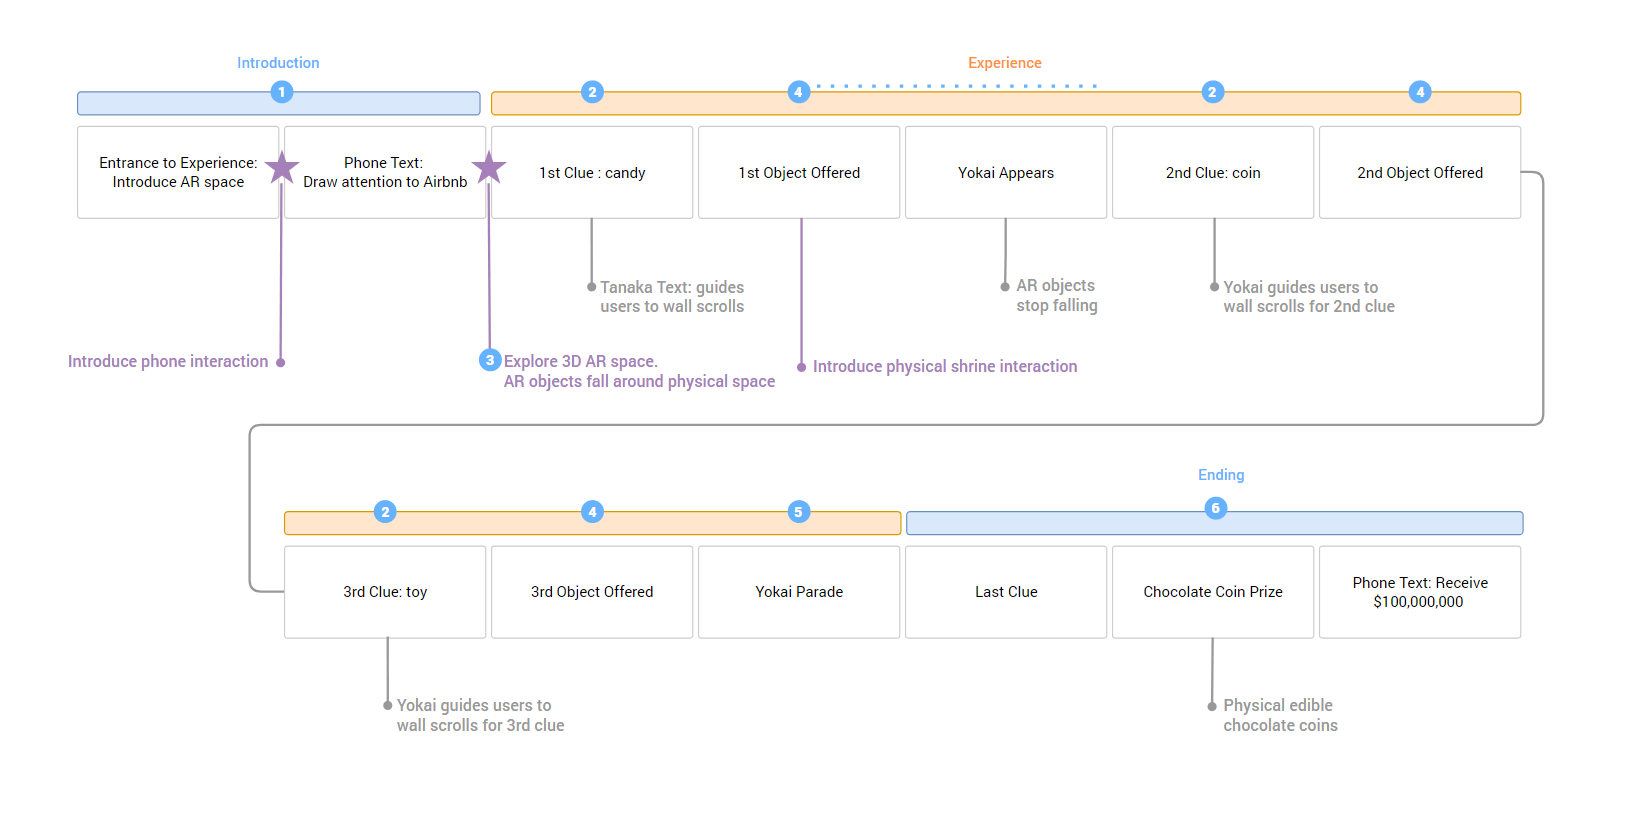 Introduction
Experience
1
2
4
2
4
Entrance to Experience:
Introduce AR space
Phone Text:
Draw attention to Airbnb
1st Clue : candy
1st Object Offered
Yokai Appears
2nd Clue: coin
2nd Object Offered
Tanaka Text: guides
users to wall scrolls
AR objects
stop falling
Yokai guides users to
wall scrolls for 2nd clue
Introduce phone interaction
3
Explore 3D AR space.
AR objects fall around physical space
Introduce physical shrine interaction
Ending
2
4
5
6
3rd Clue: toy
3rd Object Offered
Yokai Parade
Last Clue
Chocolate Coin Prize
Phone Text: Receive
$100,000,000
Yokai guides users to
wall scrolls for 3rd clue
Physical edible
chocolate coins